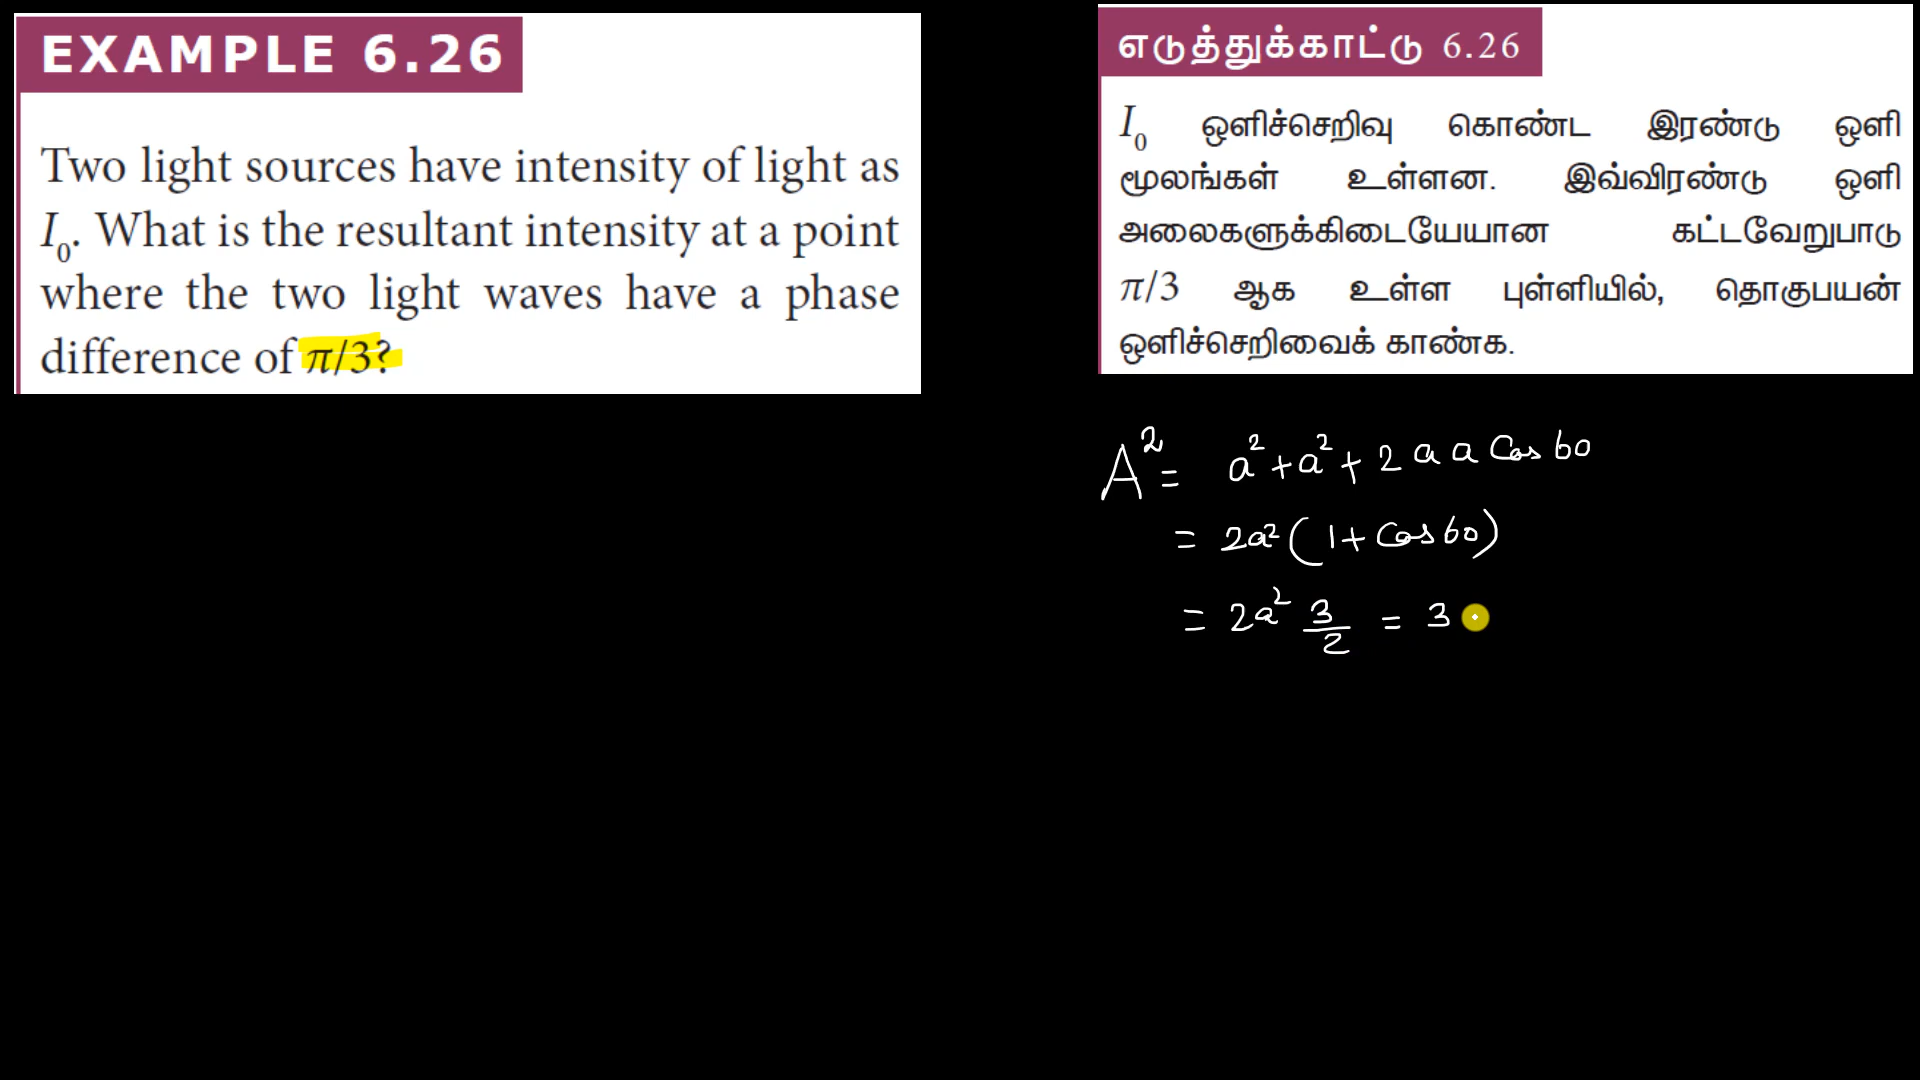 EXAMPLE 6.26
Two light sources have intensity of light as
I₀. What is the resultant intensity at a point
where the two light waves have a phase
difference of π/3?
எடுத்துக்காட்டு 6.26
I₀ ஒளிச்செறிவு கொண்ட இரண்டு ஒளி
மூலங்கள் உள்ளன. இவ்விரண்டு ஒளி
அலைகளுக்கிடையேயான கட்டவேறுபாடு
π/3 ஆக உள்ள புள்ளியில், தொகுபயன்
ஒளிச்செறிவைக் காண்க.
A² = a² + a² + 2 a a Cos 60
= 2a² ( 1 + Cos 60 )
= 2a² 3/2 = 3